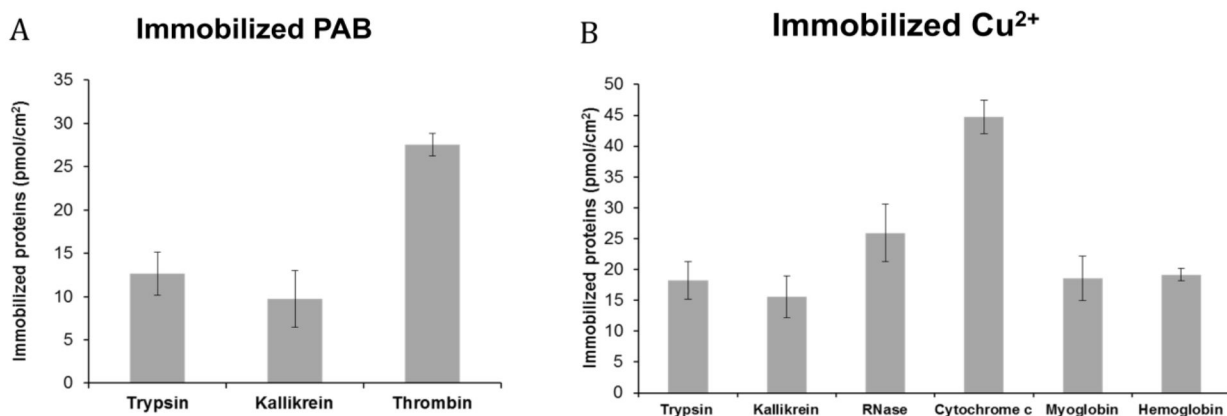 A
Immobilized PAB
Immobilized proteins (pmol/cm²)
35
30
25
20
15
10
5
0
Trypsin Kallikrein Thrombin
B
Immobilized Cu²⁺
Immobilized proteins (pmol/cm²)
50
45
40
35
30
25
20
15
10
5
0
Trypsin Kallikrein RNase Cytochrome c Myoglobin Hemoglobin